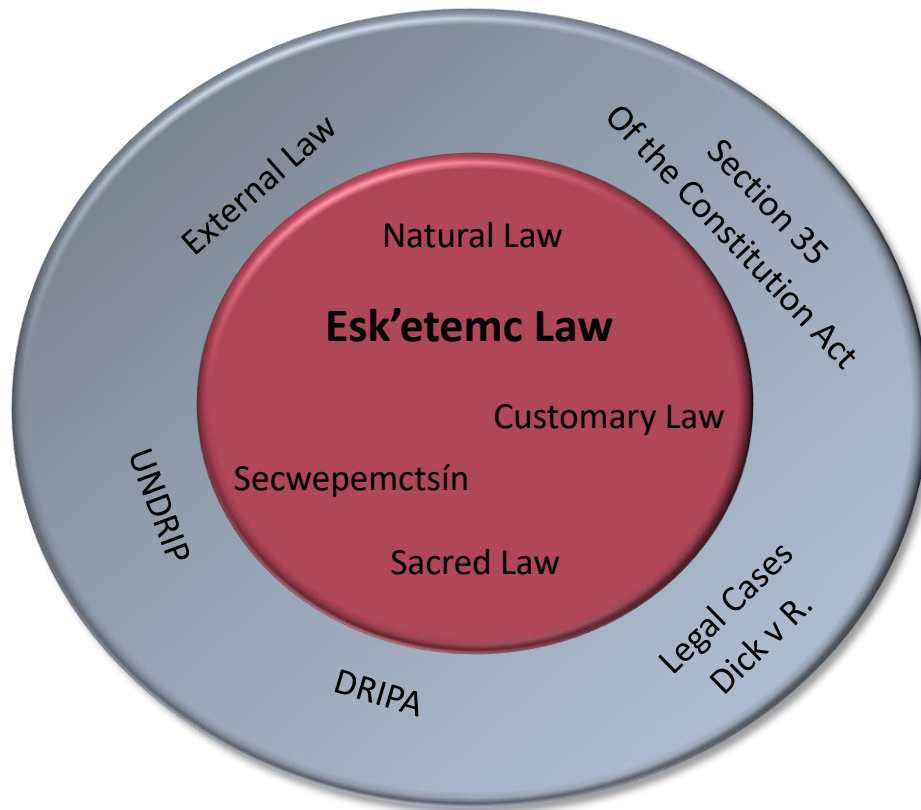 External Law
Section 35
Of the Constitution Act
Natural Law
Esk’etemc Law
Customary Law
Secwepemctsín
Sacred Law
UNDRIP
DRIPA
Legal Cases
Dick v R.